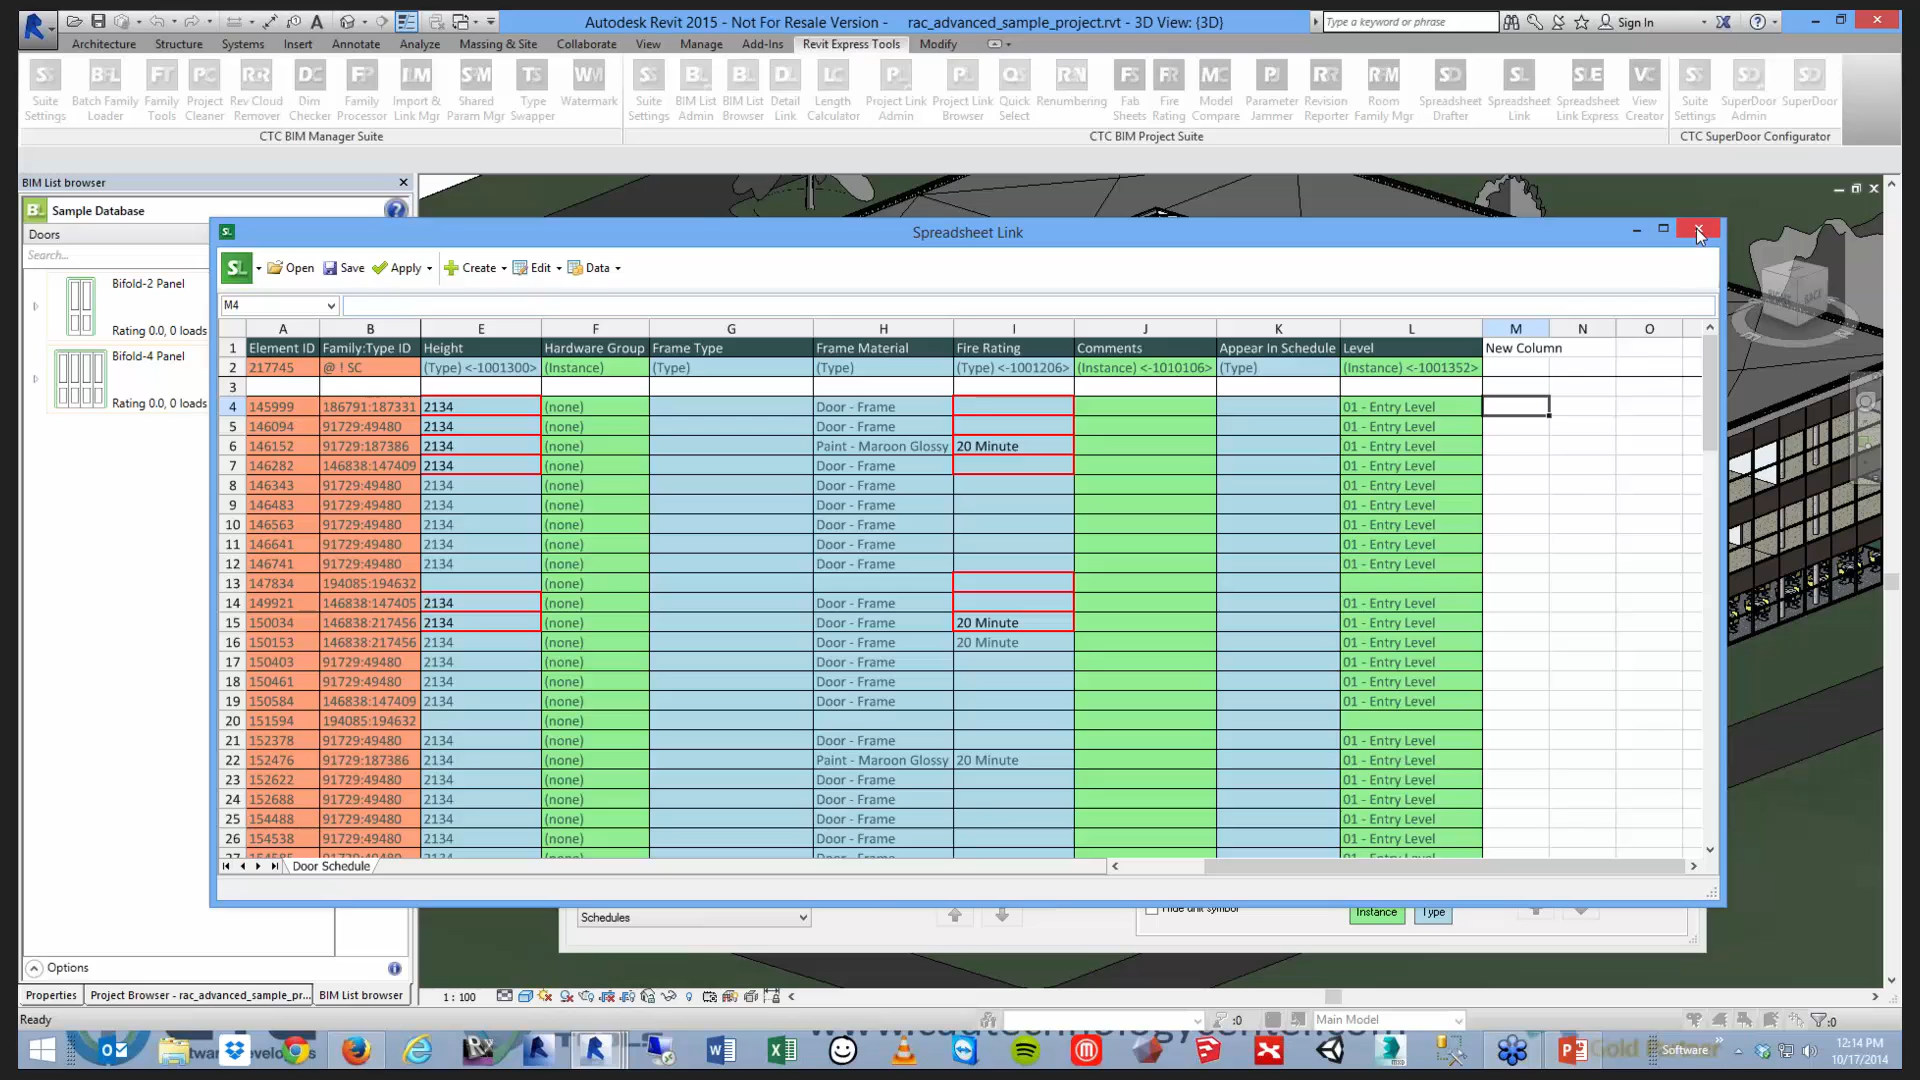 Autodesk Revit 2015 - Not For Resale Version - rac_advanced_sample_project.rvt - 3D View: {3D}
Type a keyword or phrase
Sign In
Architecture Structure Systems Insert Annotate Analyze Massing & Site Collaborate View Manage Add-Ins Revit Express Tools Modify
Suite Settings
Batch Family Loader
Family Tools
Project Cleaner
Rev Cloud Remover
Dim Checker
Family Processor
Import & Link Mgr
Shared Param Mgr
Type Swapper
Watermark
Suite Settings
BIM List Admin
BIM List Browser
Detail Link
Length Calculator
Project Link Admin
Project Link Browser
Quick Select
Renumbering
Fab Sheets
Fire Rating
Model Compare
Parameter Jammer
Revision Reporter
Room Family Mgr
Spreadsheet Drafter
Spreadsheet Link
Spreadsheet Link Express
View Creator
Suite Settings
SuperDoor Admin
SuperDoor
CTC BIM Manager Suite
CTC BIM Project Suite
CTC SuperDoor Configurator
BIM List browser
Sample Database
Doors
Search...
Bifold-2 Panel
Rating 0.0, 0 loads
Bifold-4 Panel
Rating 0.0, 0 loads
Options
Properties
Project Browser - rac_advanced_sample_pr...
BIM List browser
Spreadsheet Link
SL Open Save Apply Create Edit Data
M4
A B E F G H I J K L M N O
1 Element ID Family:Type ID Height Hardware Group Frame Type Frame Material Fire Rating Comments Appear In Schedule Level New Column
2 217745 @ ! SC (Type) <-1001300> (Instance) (Type) (Type) (Type) <-1001206> (Instance) <-1010106> (Type) (Instance) <-1001352>
3
4 145999 186791:187331 2134 (none) Door - Frame 01 - Entry Level
5 146094 91729:49480 2134 (none) Door - Frame 01 - Entry Level
6 146152 91729:187386 2134 (none) Paint - Maroon Glossy 20 Minute 01 - Entry Level
7 146282 146838:147409 2134 (none) Door - Frame 01 - Entry Level
8 146343 91729:49480 2134 (none) Door - Frame 01 - Entry Level
9 146483 91729:49480 2134 (none) Door - Frame 01 - Entry Level
10 146563 91729:49480 2134 (none) Door - Frame 01 - Entry Level
11 146641 91729:49480 2134 (none) Door - Frame 01 - Entry Level
12 146741 91729:49480 2134 (none) Door - Frame 01 - Entry Level
13 147834 194085:194632 (none)
14 149921 146838:147405 2134 (none) Door - Frame 01 - Entry Level
15 150034 146838:217456 2134 (none) Door - Frame 20 Minute 01 - Entry Level
16 150153 146838:217456 2134 (none) Door - Frame 20 Minute 01 - Entry Level
17 150403 91729:49480 2134 (none) Door - Frame 01 - Entry Level
18 150461 91729:49480 2134 (none) Door - Frame 01 - Entry Level
19 150584 146838:147409 2134 (none) Door - Frame 01 - Entry Level
20 151594 194085:194632 (none)
21 152378 91729:49480 2134 (none) Door - Frame 01 - Entry Level
22 152476 91729:187386 2134 (none) Paint - Maroon Glossy 20 Minute 01 - Entry Level
23 152622 91729:49480 2134 (none) Door - Frame 01 - Entry Level
24 152688 91729:49480 2134 (none) Door - Frame 01 - Entry Level
25 154488 91729:49480 2134 (none) Door - Frame 01 - Entry Level
26 154538 91729:49480 2134 (none) Door - Frame 01 - Entry Level
Door Schedule
Schedules
Hide unit symbol
Instance Type
1 : 100
Ready
:0
Main Model
:0
Software
12:14 PM
10/17/2014